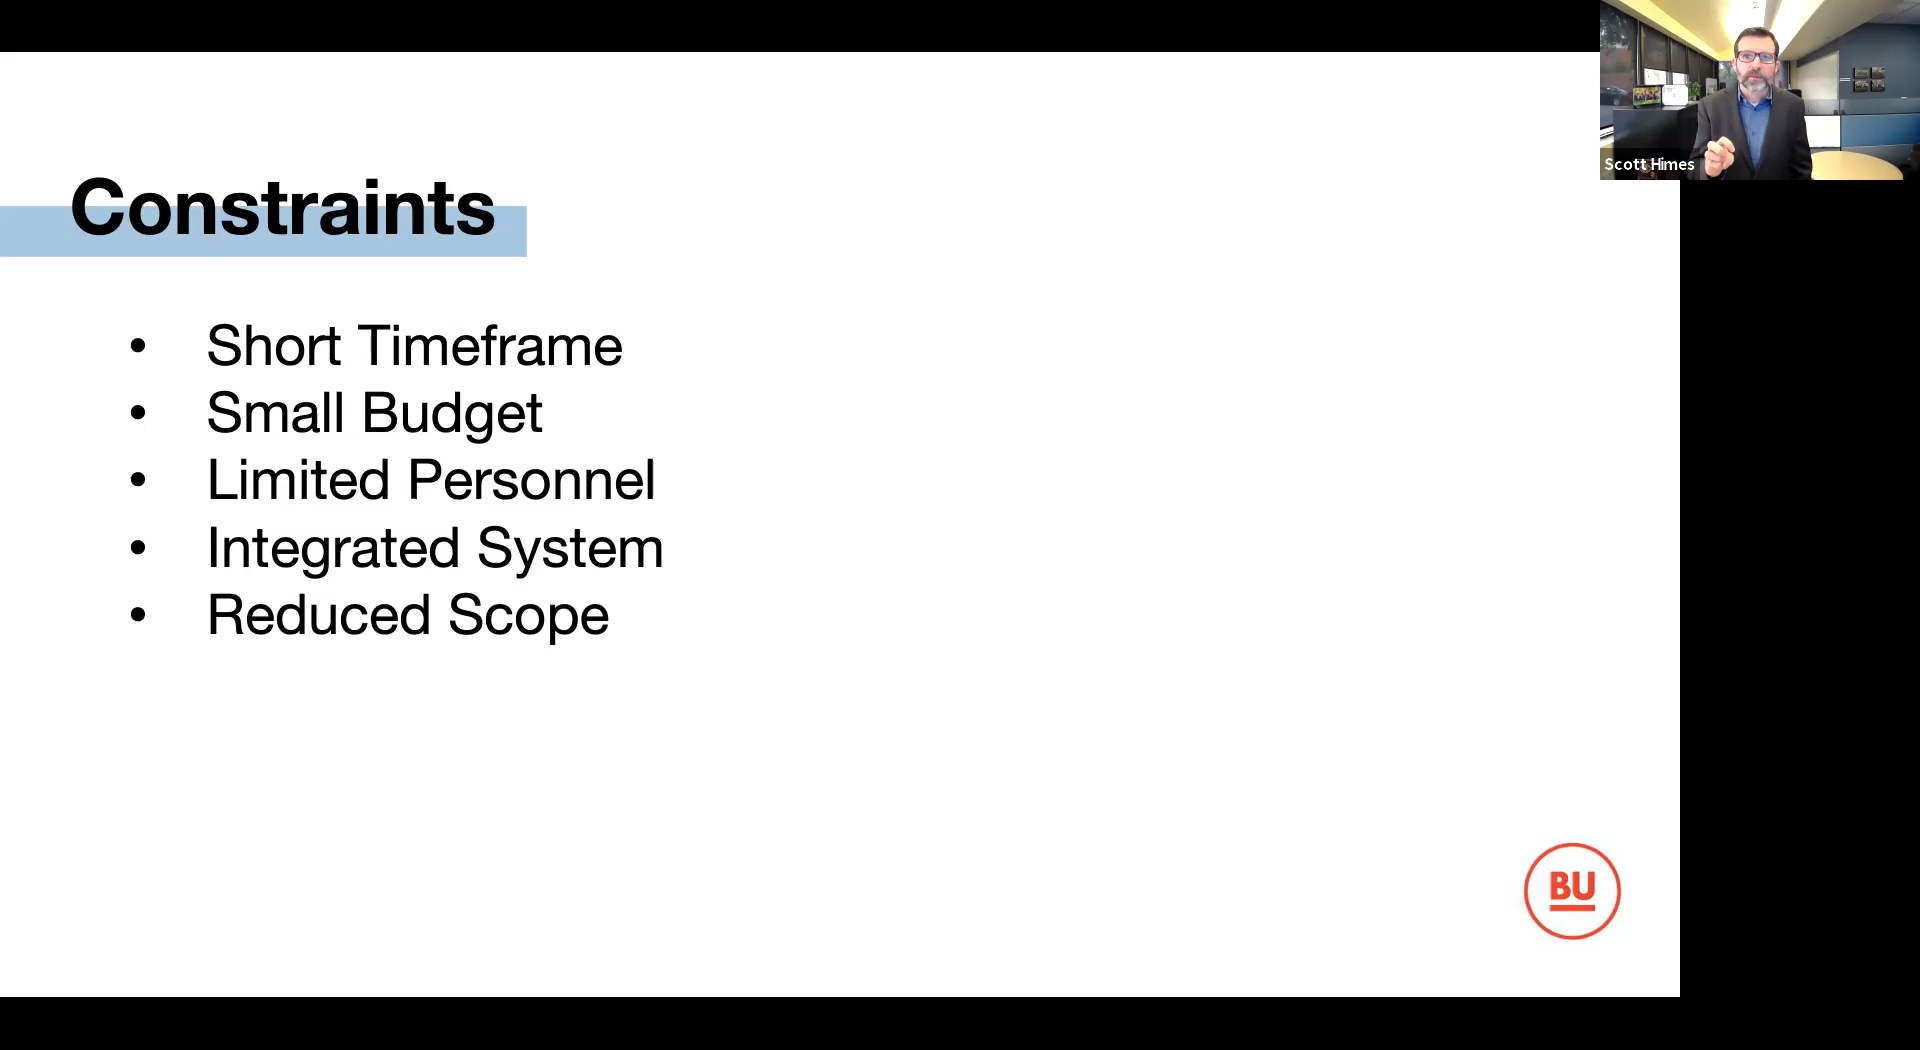 Scott Himes
Constraints
• Short Timeframe
• Small Budget
• Limited Personnel
• Integrated System
• Reduced Scope
BU